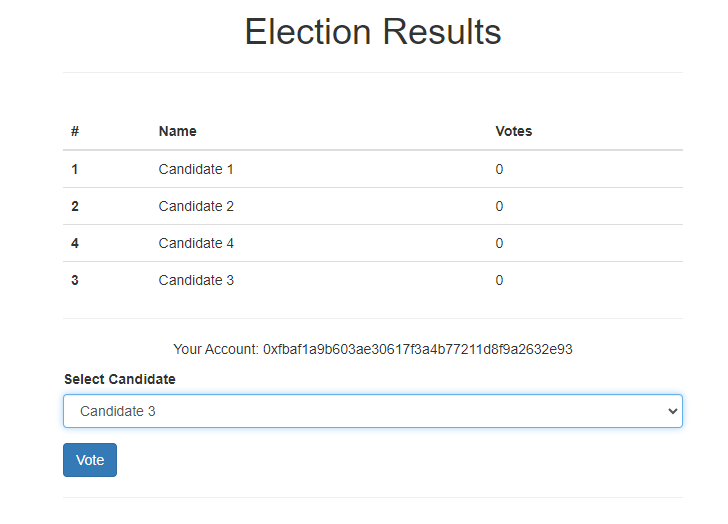 Election Results
# Name Votes
1 Candidate 1 0
2 Candidate 2 0
4 Candidate 4 0
3 Candidate 3 0
Your Account: 0xfbaf1a9b603ae30617f3a4b77211d8f9a2632e93
Select Candidate
Candidate 3
Vote